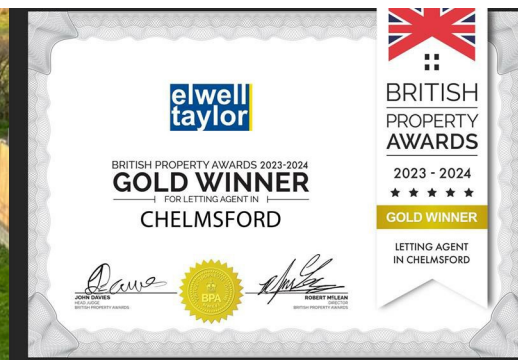 elwell
taylor
BRITISH PROPERTY AWARDS 2023-2024
GOLD WINNER
FOR LETTING AGENT IN
CHELMSFORD
JOHN DAVIES
HEAD JUDGE
BRITISH PROPERTY AWARDS
BPA
ROBERT MCLEAN
DIRECTOR
BRITISH PROPERTY AWARDS
BRITISH
PROPERTY
AWARDS
2023 - 2024
GOLD WINNER
LETTING AGENT
IN CHELMSFORD